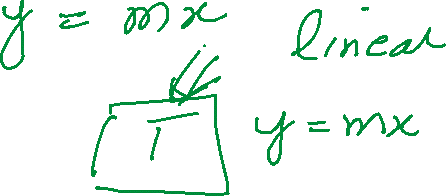 y = mx
linear
T
y = mx